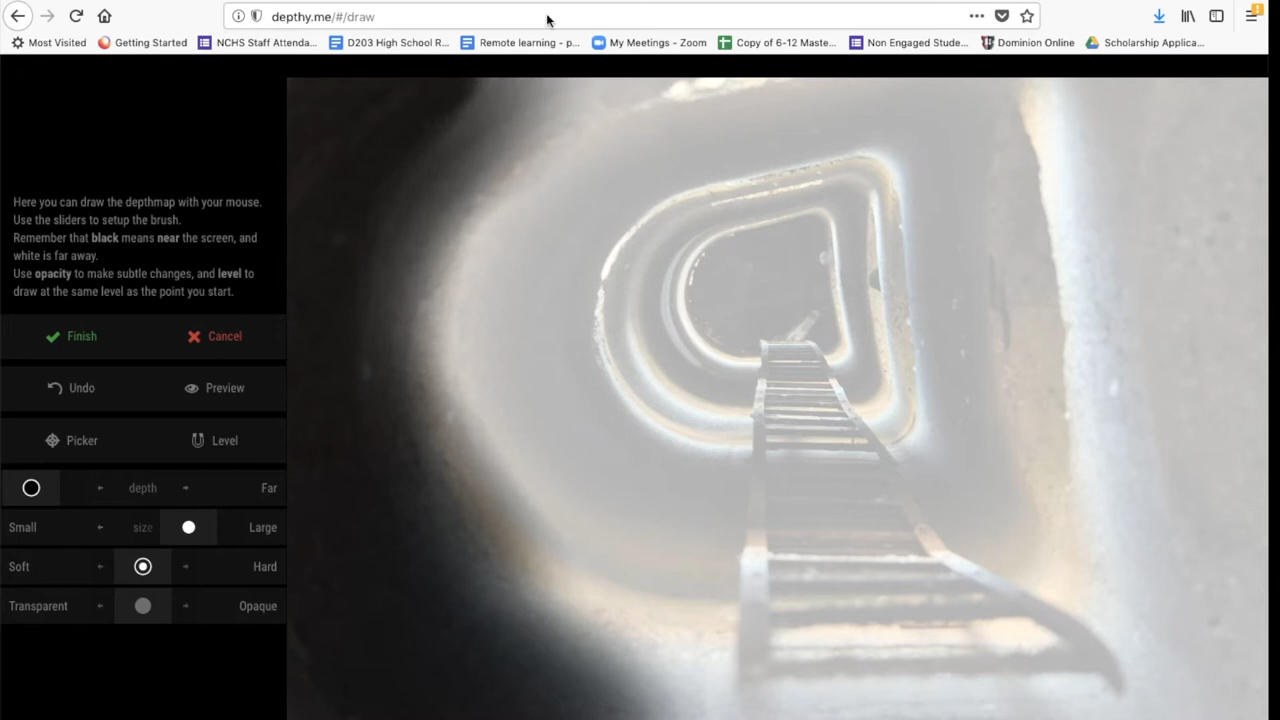 depthy.me/#/draw
Most Visited Getting Started NCHS Staff Attenda... D203 High School R... Remote learning - p... My Meetings - Zoom Copy of 6-12 Maste... Non Engaged Stude... Dominion Online Scholarship Applica...
Here you can draw the depthmap with your mouse.
Use the sliders to setup the brush.
Remember that black means near the screen, and
white is far away.
Use opacity to make subtle changes, and level to
draw at the same level as the point you start.
Finish Cancel
Undo Preview
Picker Level
depth Far
Small size Large
Soft Hard
Transparent Opaque